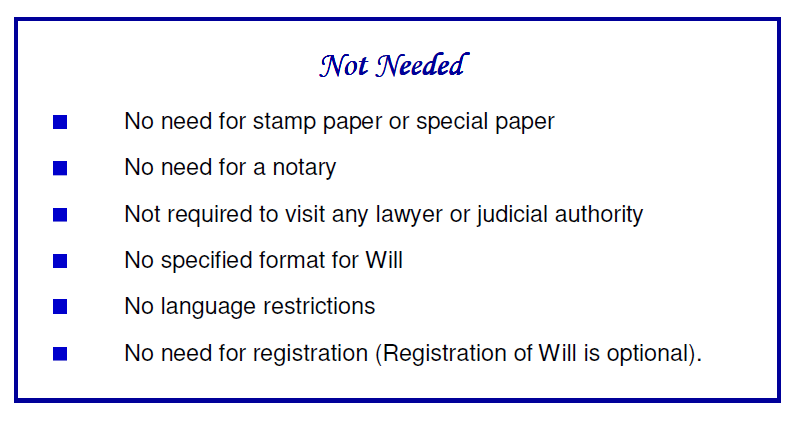 Not Needed
No need for stamp paper or special paper
No need for a notary
Not required to visit any lawyer or judicial authority
No specified format for Will
No language restrictions
No need for registration (Registration of Will is optional).